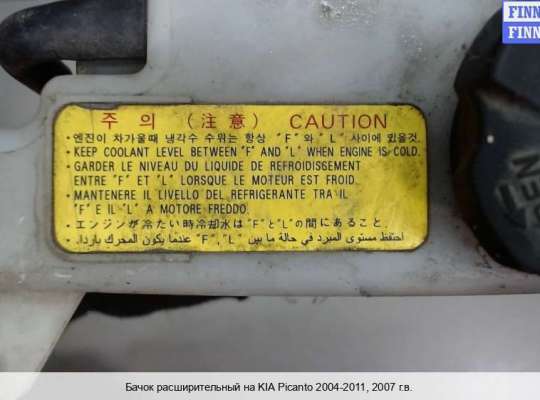 FINN
FINN
주 의 (注 意) CAUTION
• 엔진이 차가울때 냉각수 수위는 항상 "F"와 "L" 사이에 있을것.
• KEEP COOLANT LEVEL BETWEEN "F" AND "L" WHEN ENGINE IS COLD.
• GARDER LE NIVEAU DU LIQUIDE DE REFROIDISSEMENT
ENTRE "F" ET "L" LORSQUE LE MOTEUR EST FROID.
• MANTENERE IL LIVELLO DEL REFRIGERANTE TRA IL
"F" E IL "L" A MOTORE FREDDO.
• エンジンが冷たい時冷却水は"F"と"L"の間にあること.
• احتفظ مستوى المبرد في حالة ما بين "F"، "L" عندما يكون المحرك باردا.
Бачок расширительный на KIA Picanto 2004-2011, 2007 г.в.